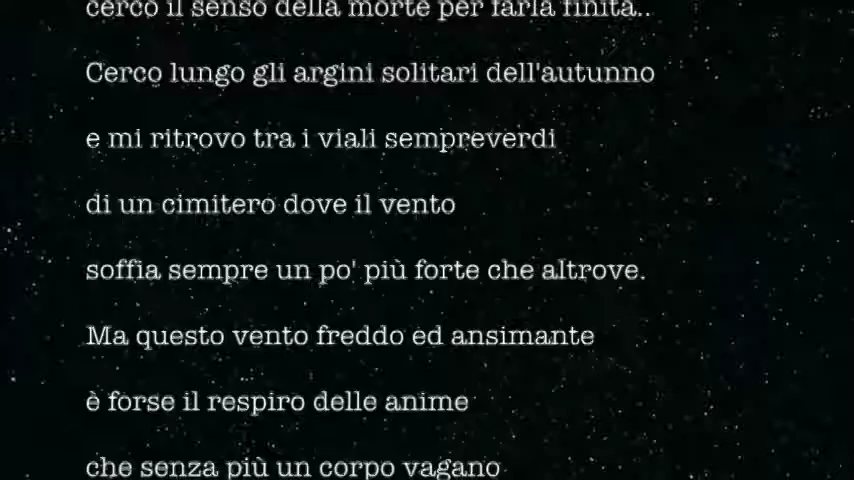 cerco il senso della morte per farla finita..
Cerco lungo gli argini solitari dell'autunno
e mi ritrovo tra i viali sempreverdi
di un cimitero dove il vento
soffia sempre un po' più forte che altrove.
Ma questo vento freddo ed ansimante
è forse il respiro delle anime
che senza più un corpo vagano